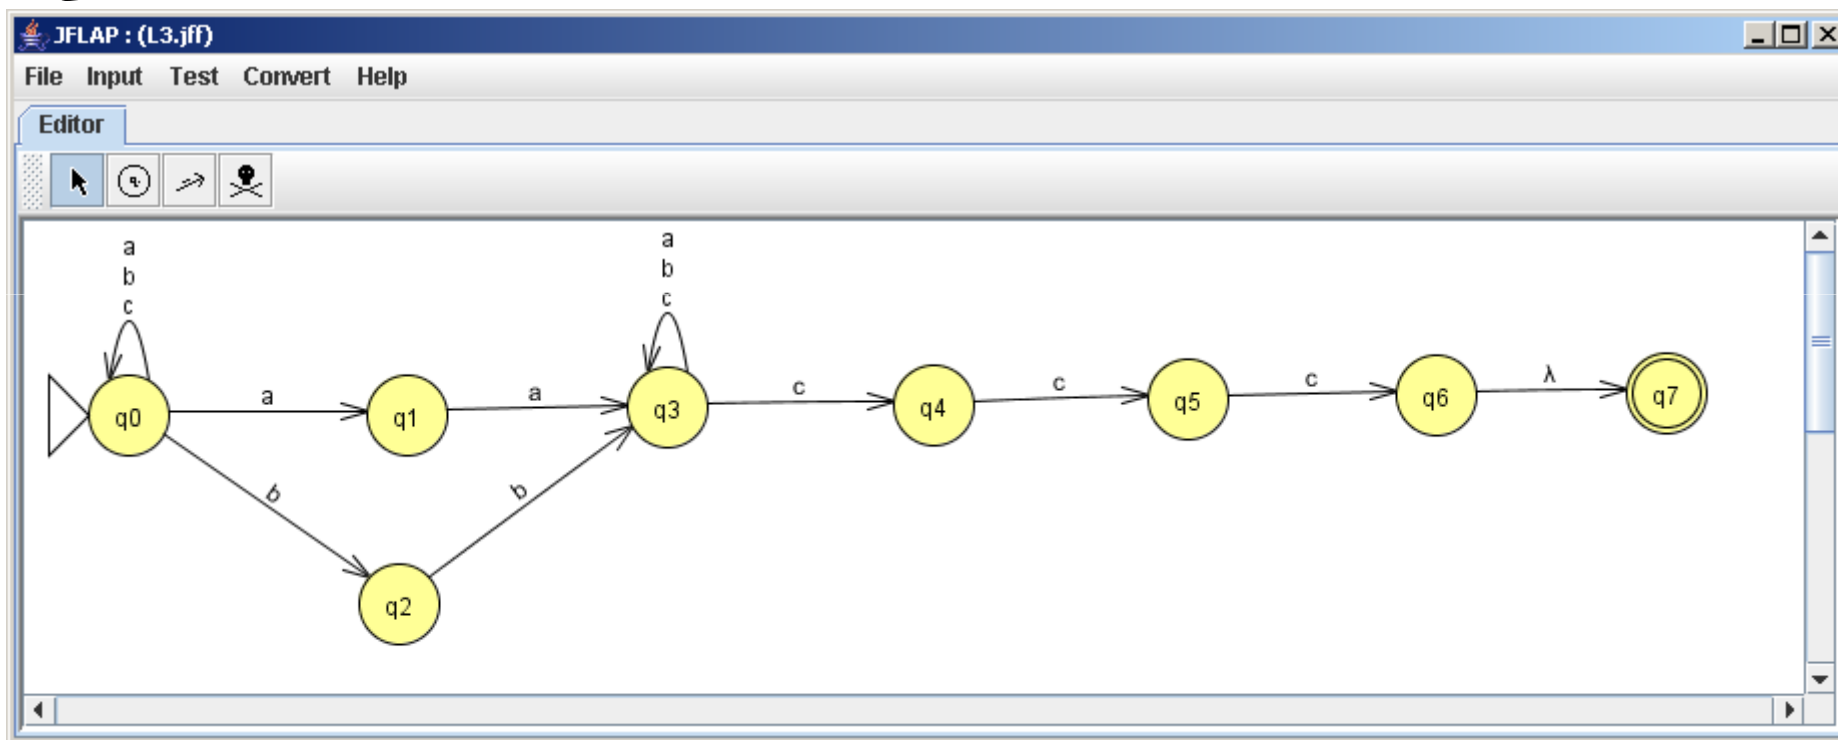 JFLAP : (L3.jff)
File Input Test Convert Help
Editor
q
a
b
c
a
b
c
q0
a
q1
a
q3
c
q4
c
q5
c
q6
λ
q7
b
b
q2